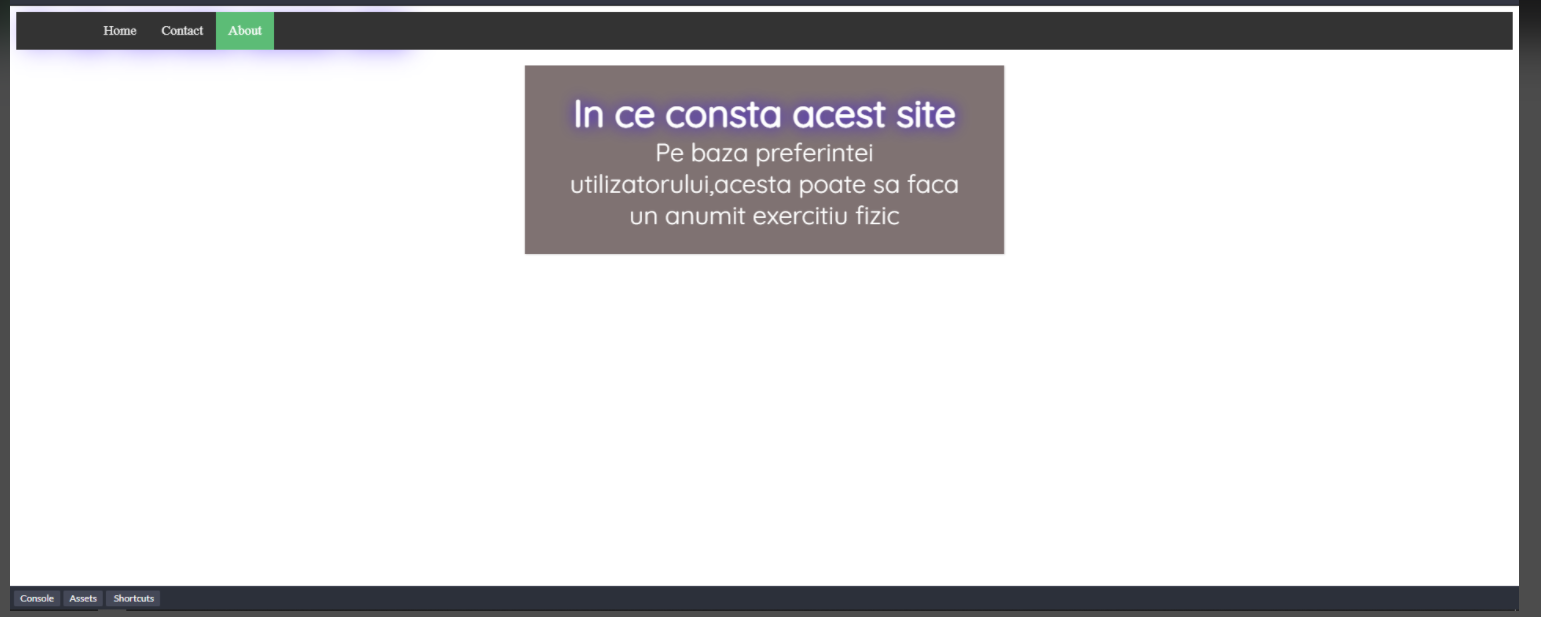 Home Contact About
In ce consta acest site
Pe baza preferintei
utilizatorului,acesta poate sa faca
un anumit exercitiu fizic
Console Assets Shortcuts